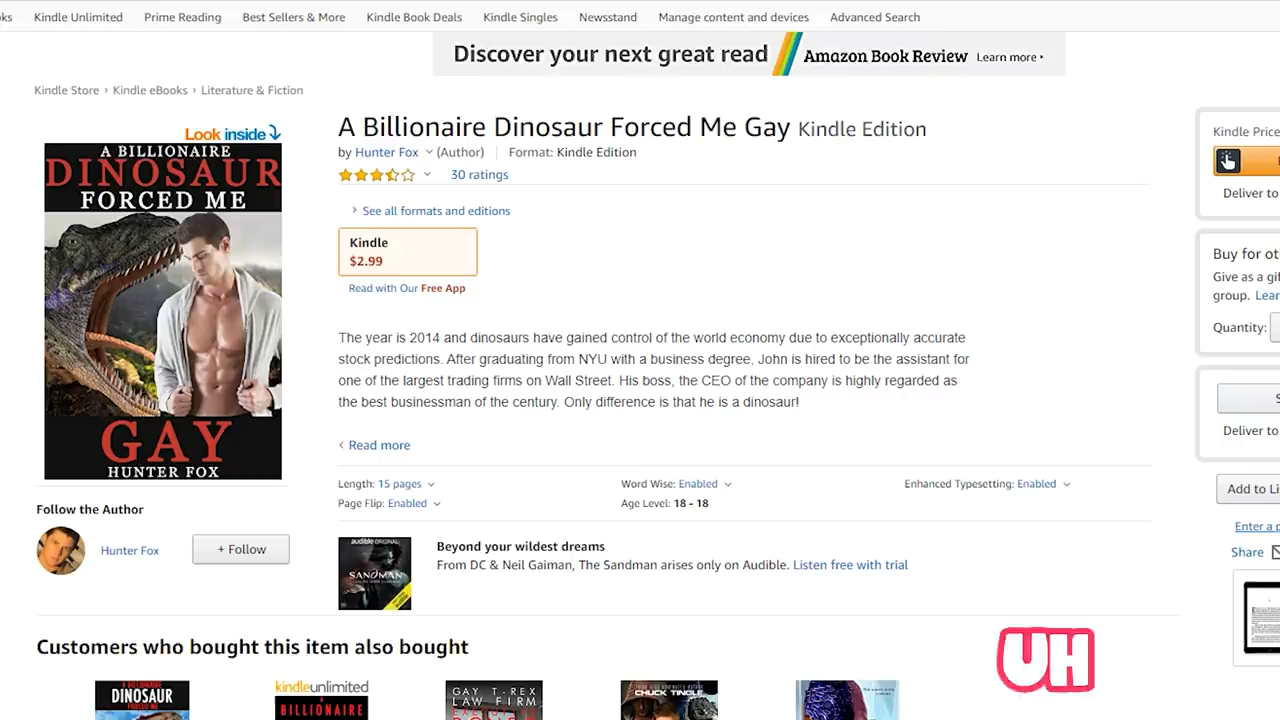 Kindle Unlimited Prime Reading Best Sellers & More Kindle Book Deals Kindle Singles Newsstand Manage content and devices Advanced Search
Discover your next great read Amazon Book Review Learn more ▸
Kindle Store › Kindle eBooks › Literature & Fiction
Look inside
A BILLIONAIRE
DINOSAUR
FORCED ME
GAY
HUNTER FOX
A Billionaire Dinosaur Forced Me Gay Kindle Edition
by Hunter Fox (Author) Format: Kindle Edition
30 ratings
› See all formats and editions
Kindle
$2.99
Read with Our Free App
The year is 2014 and dinosaurs have gained control of the world economy due to exceptionally accurate
stock predictions. After graduating from NYU with a business degree, John is hired to be the assistant for
one of the largest trading firms on Wall Street. His boss, the CEO of the company is highly regarded as
the best businessman of the century. Only difference is that he is a dinosaur!
‹ Read more
Length: 15 pages Word Wise: Enabled Enhanced Typesetting: Enabled
Page Flip: Enabled Age Level: 18 - 18
Follow the Author
Hunter Fox + Follow
audible ORIGINAL
SANDMAN
Beyond your wildest dreams
From DC & Neil Gaiman, The Sandman arises only on Audible. Listen free with trial
Kindle Price
Deliver to
Buy for ot
Give as a gif
group. Lear
Quantity:
Deliver to
Add to Li
Enter a p
Share
Customers who bought this item also bought
UH
DINOSAUR
kindleunlimited
BILLIONAIRE
GAY T-REX
LAW FIRM
CHUCK TINGLE